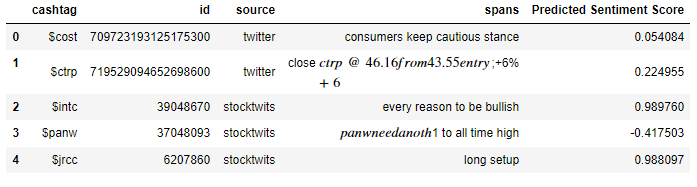 cashtag id source spans Predicted Sentiment Score
0 $cost 709723193125175300 twitter consumers keep cautious stance 0.054084
1 $ctrp 719529094652698600 twitter close ctrp @ 46.16from43.55entry;+6% 0.224955
+ 6
2 $intc 39048670 stocktwits every reason to be bullish 0.989760
3 $panw 37048093 stocktwits panwneedanoth1 to all time high -0.417503
4 $jrcc 6207860 stocktwits long setup 0.988097